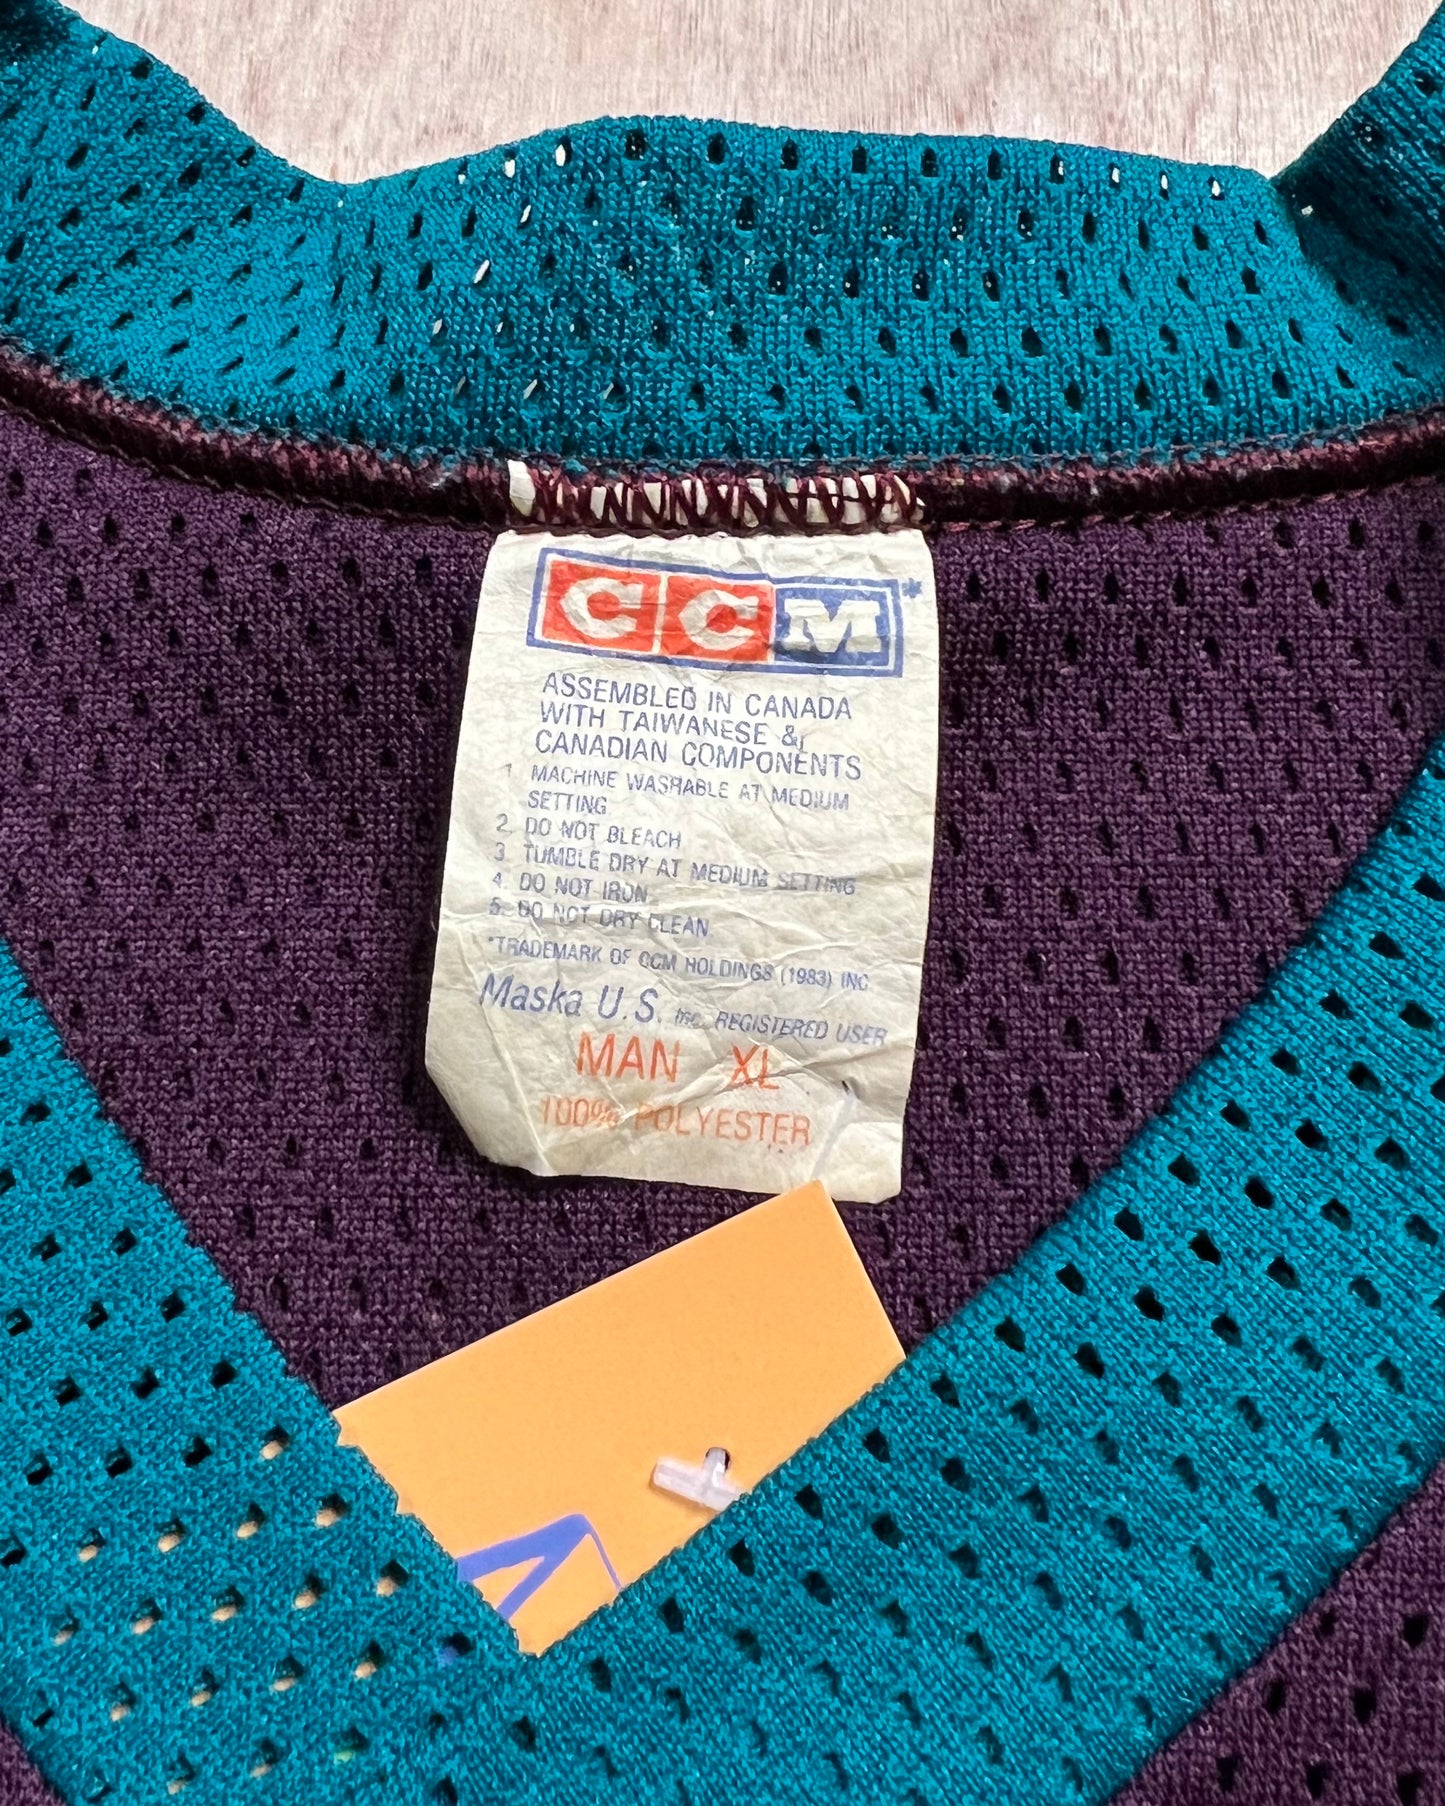 CCM*
ASSEMBLED IN CANADA
WITH TAIWANESE &
CANADIAN COMPONENTS
1 MACHINE WASHABLE AT MEDIUM
SETTING
2. DO NOT BLEACH
3 TUMBLE DRY AT MEDIUM SETTING
4. DO NOT IRON
5. DO NOT DRY CLEAN
*TRADEMARK OF CCM HOLDINGS (1983) INC
Maska U.S. Inc. REGISTERED USER
MAN XL
100% POLYESTER